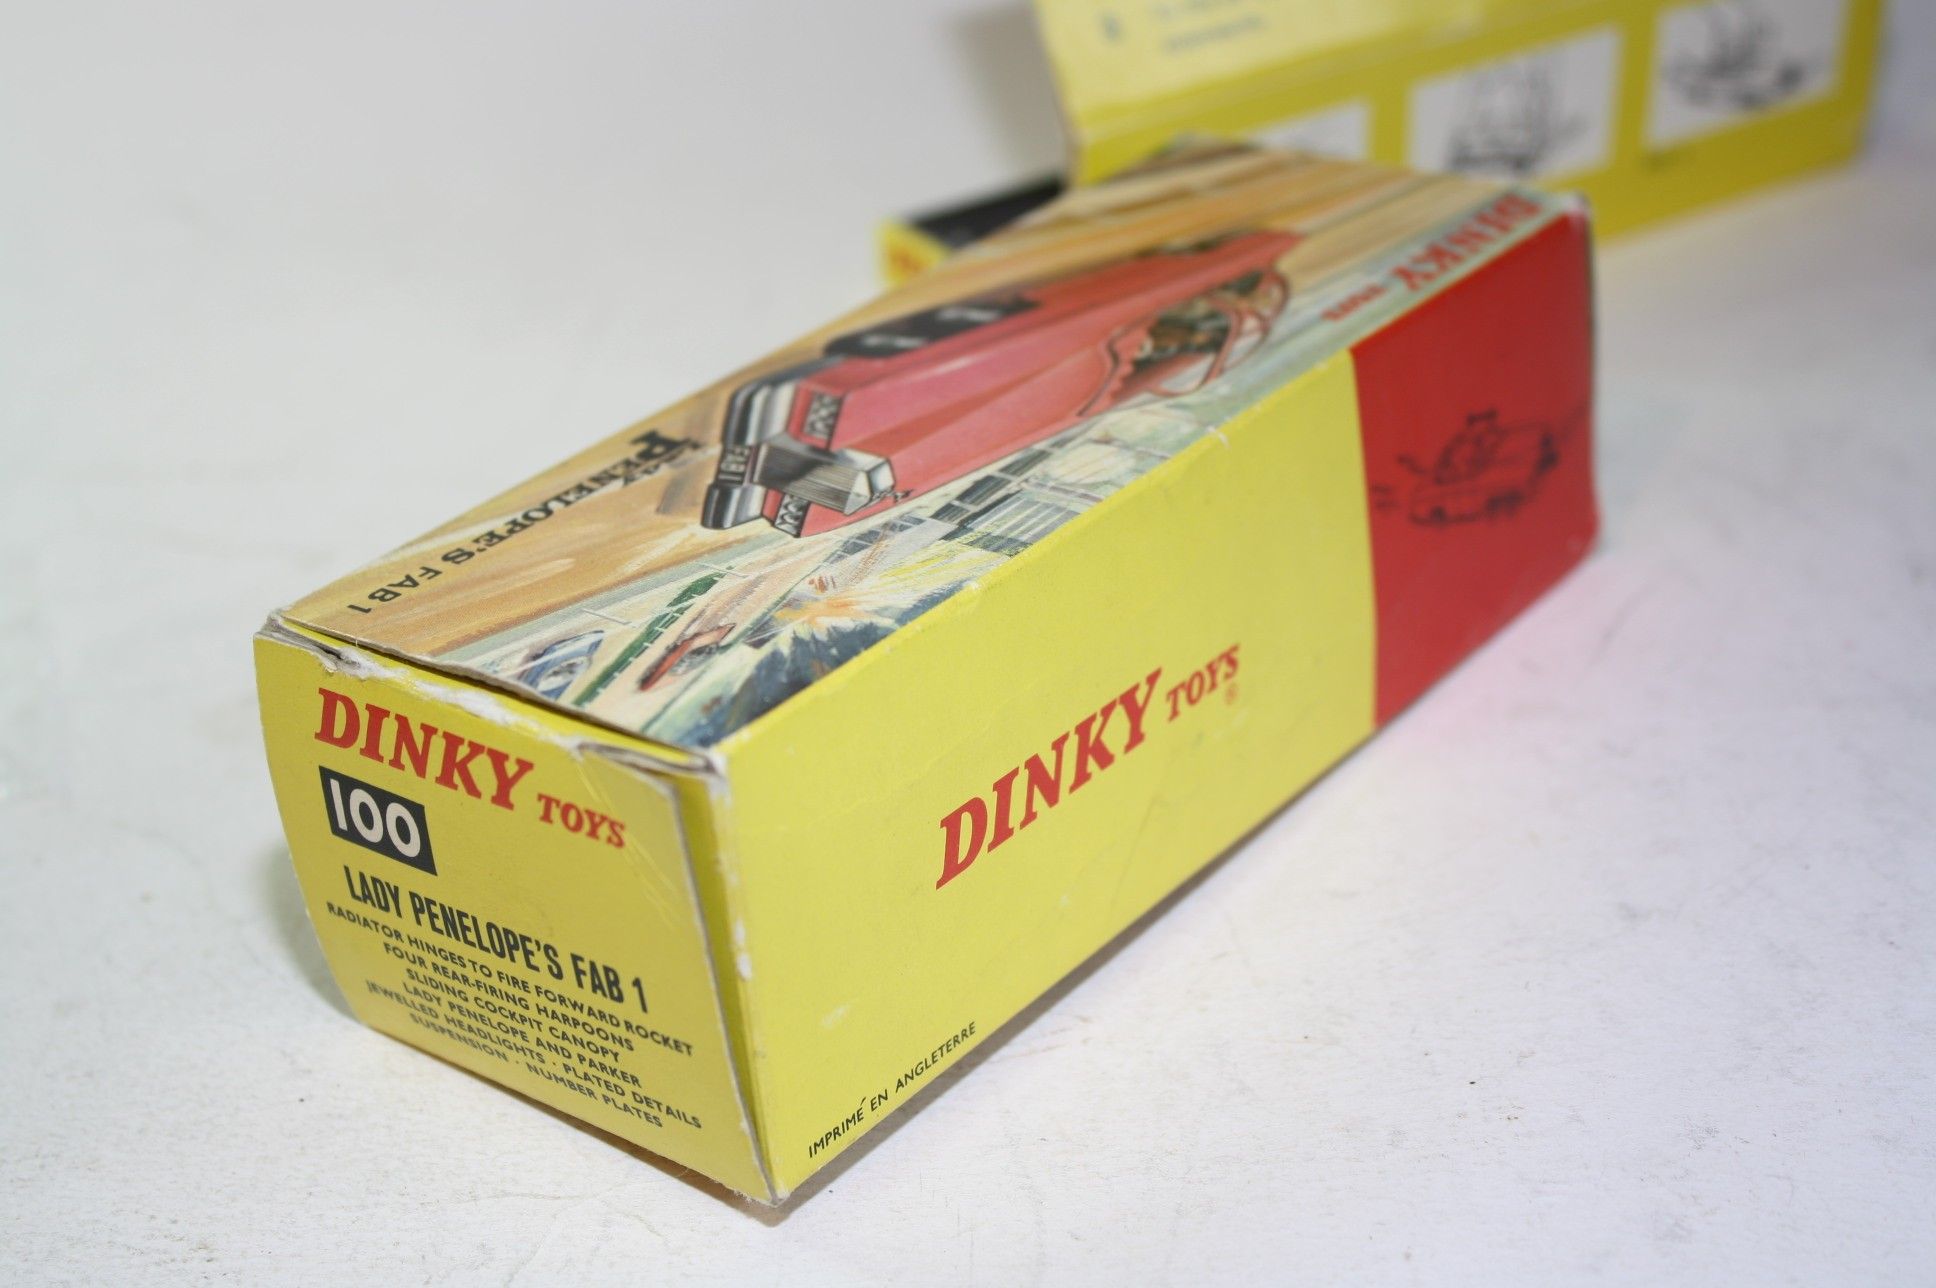 DINKY TOYS
100
LADY PENELOPE'S FAB 1
RADIATOR HINGES TO FIRE FORWARD ROCKET
FOUR REAR-FIRING HARPOONS
SLIDING COCKPIT CANOPY
LADY PENELOPE AND PARKER
JEWELLED HEADLIGHTS · PLATED DETAILS
SUSPENSION · NUMBER PLATES
DINKY TOYS®
IMPRIMÉ EN ANGLETERRE
PENELOPE'S FAB 1
FAB 1
DINKY TOYS